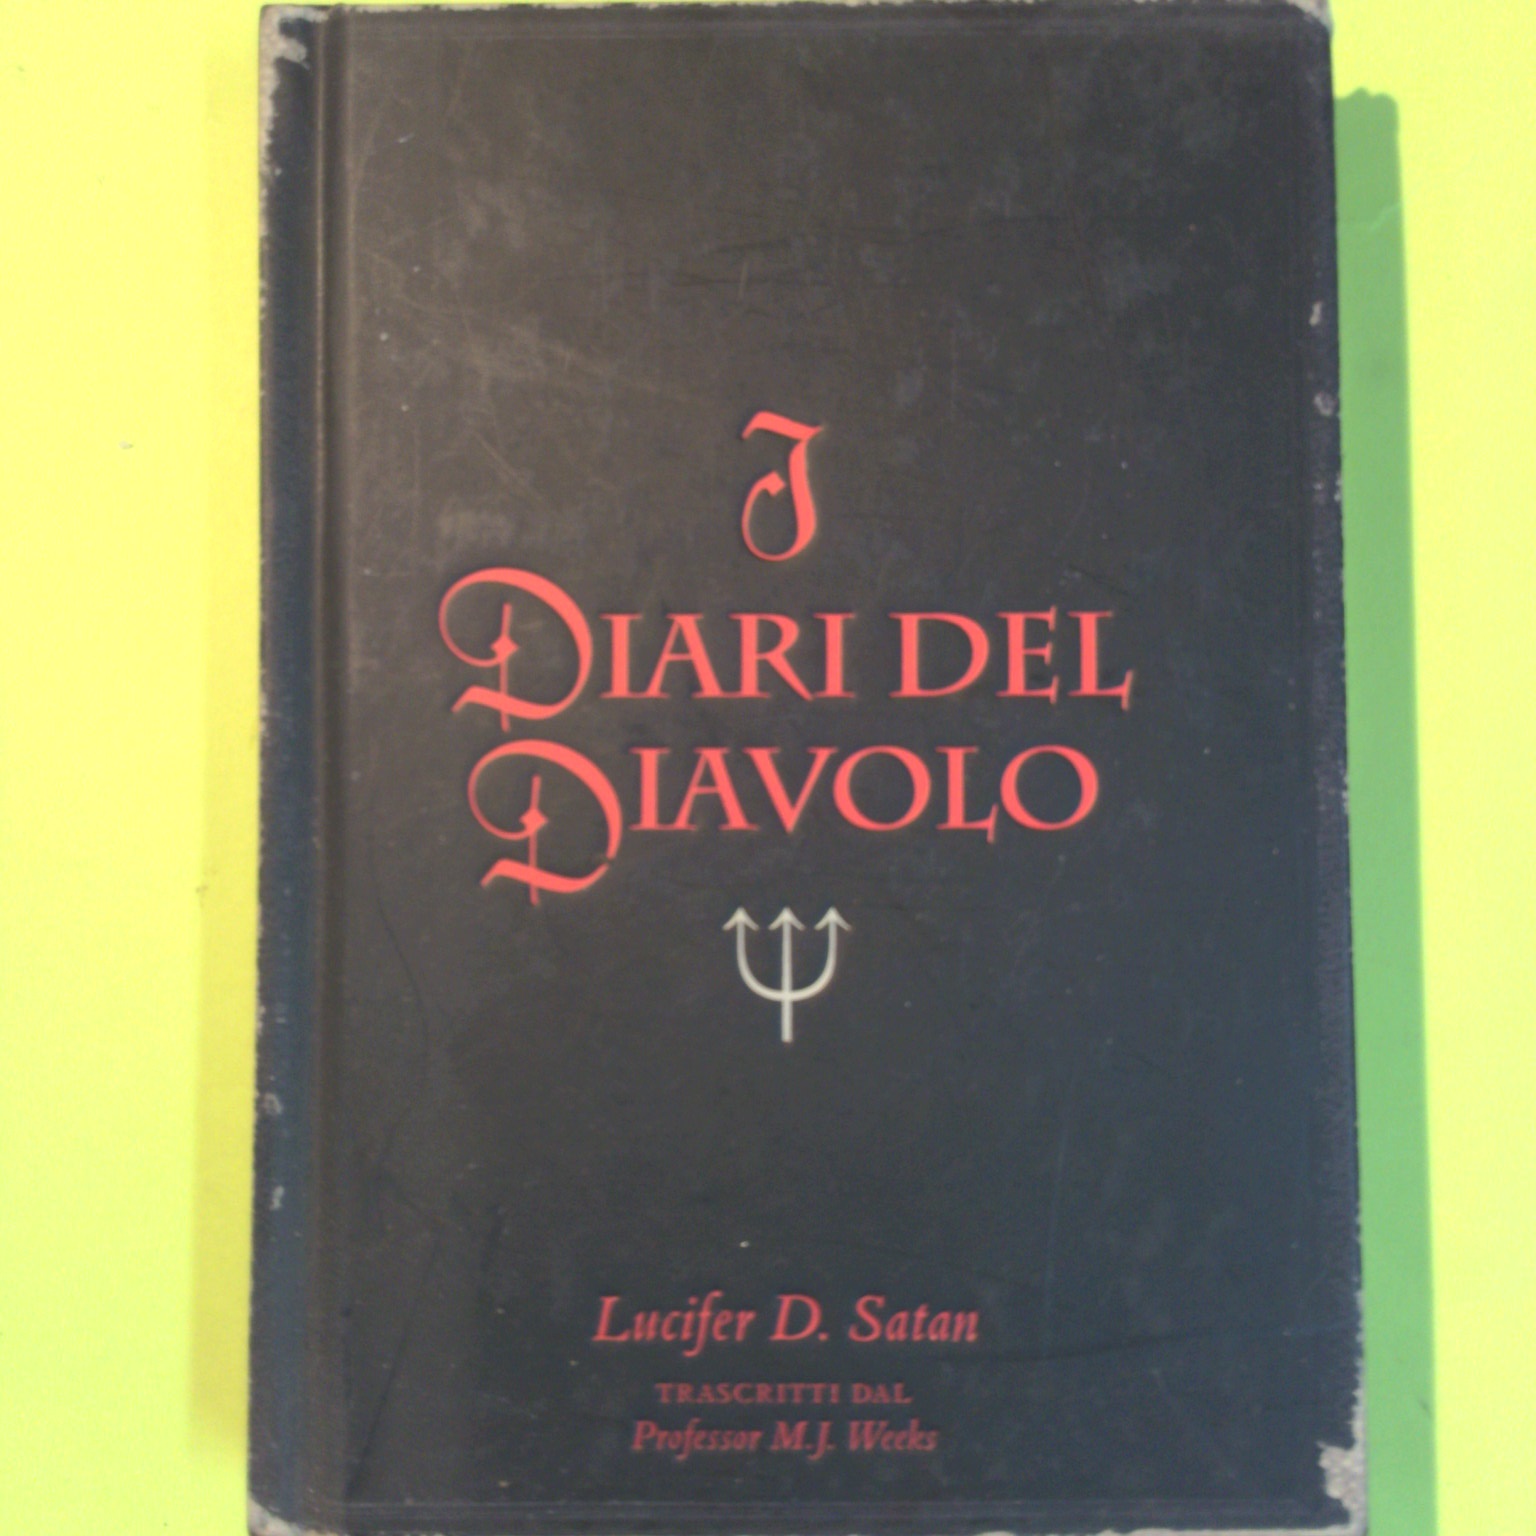 I
DIARI DEL
DIAVOLO
Lucifer D. Satan
TRASCRITTI DAL
Professor M.J. Weeks